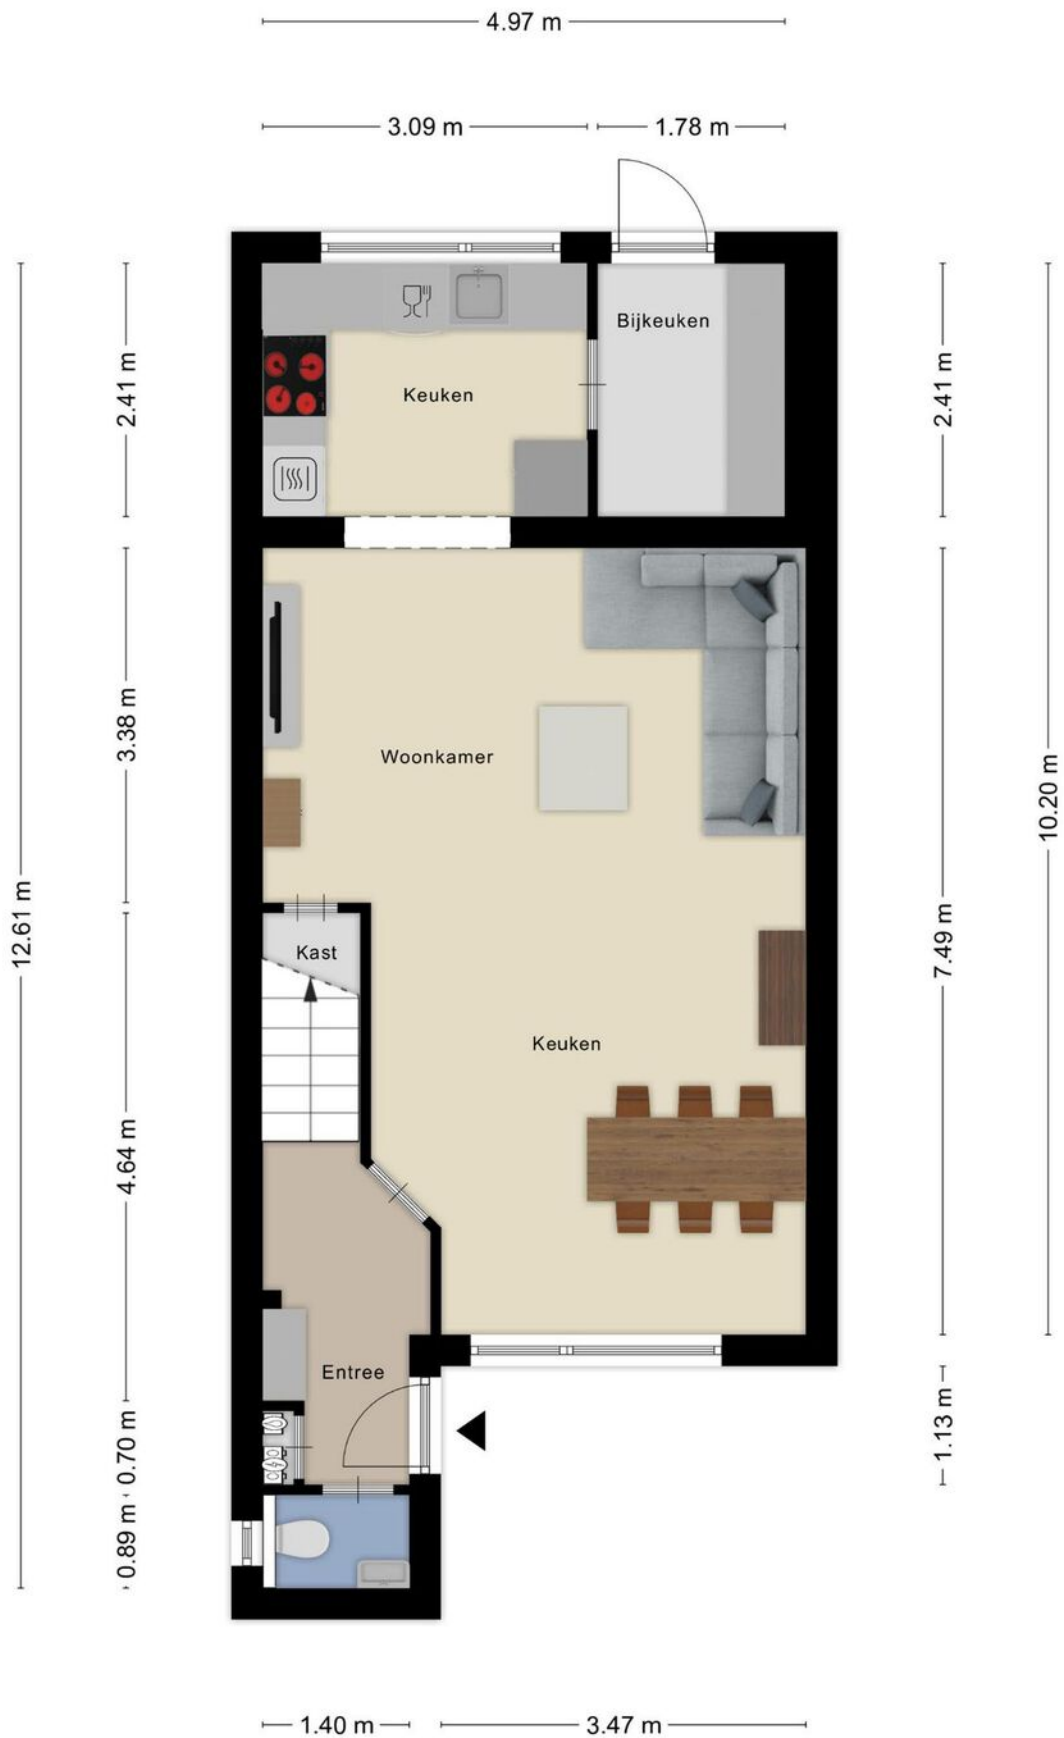 4.97 m
3.09 m
1.78 m
Bijkeuken
Keuken
2.41 m
2.41 m
Woonkamer
3.38 m
10.20 m
12.61 m
7.49 m
Kast
Keuken
4.64 m
Entree
1.13 m
0.70 m
0.89 m
1.40 m
3.47 m